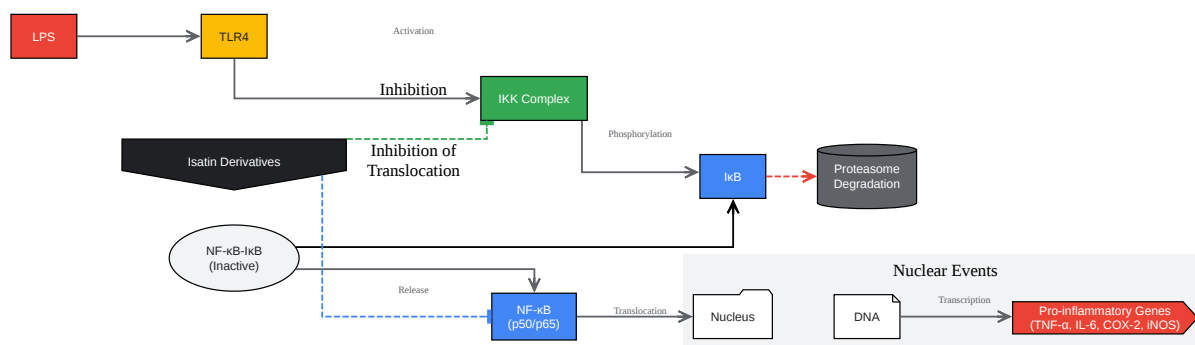 LPS
TLR4
Activation
Inhibition
IKK Complex
Phosphorylation
Isatin Derivatives
Inhibition of
Translocation
IκB
Proteasome
Degradation
NF-κB-IκB
(Inactive)
Release
NF-κB
(p50/p65)
Translocation
Nuclear Events
Nucleus
DNA
Transcription
Pro-inflammatory Genes
(TNF-α, IL-6, COX-2, iNOS)